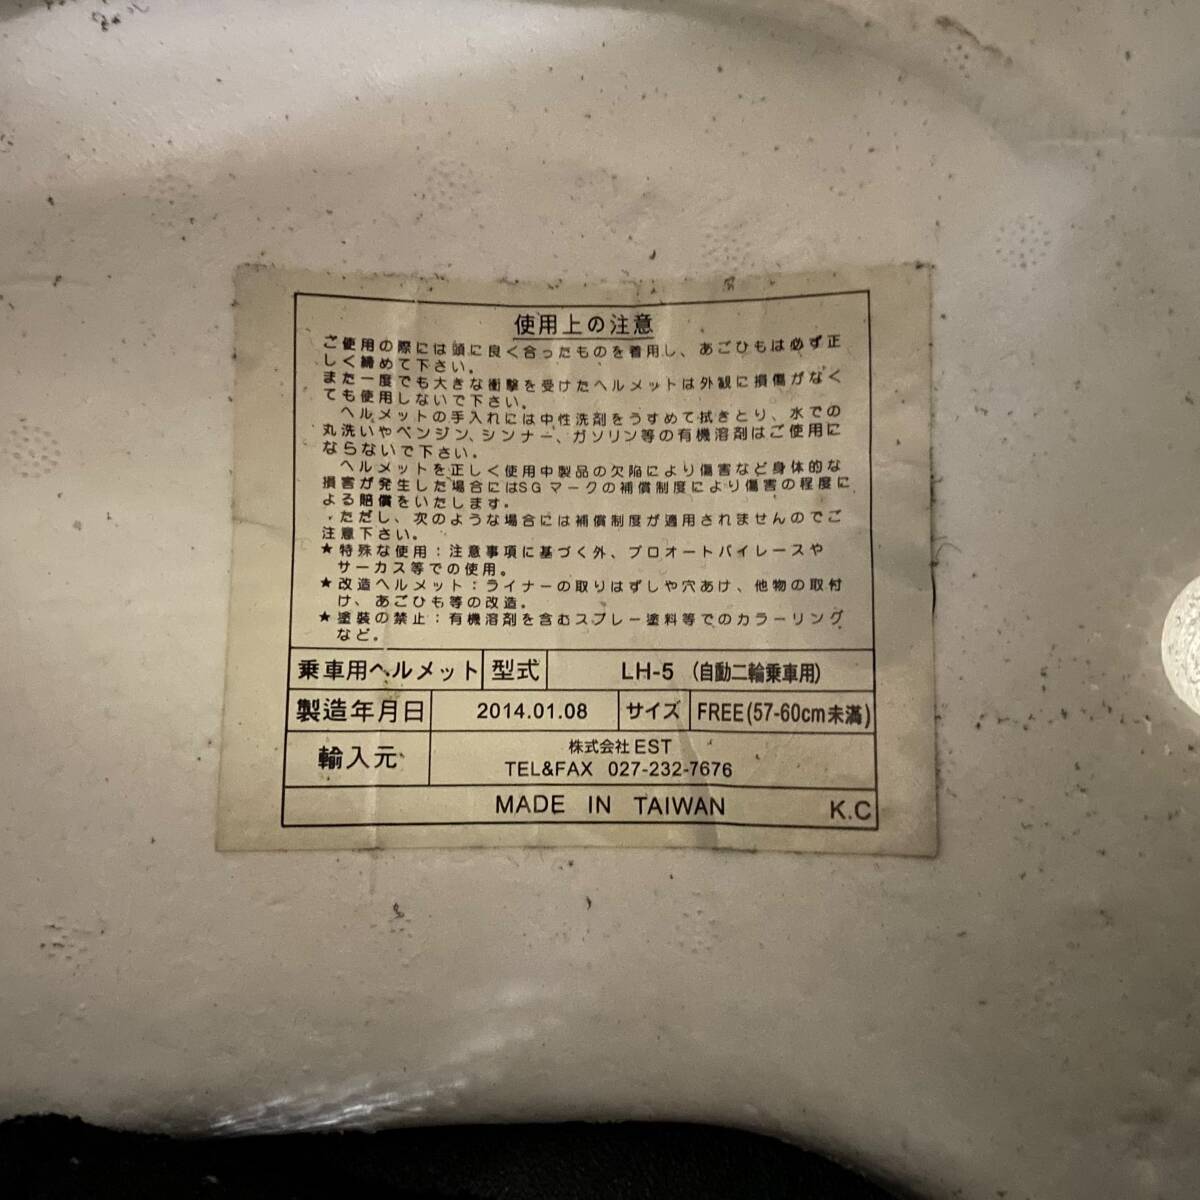 使用上の注意
ご使用の際には頭に良く合ったものを着用し、あごひもは必ず正
しく締めて下さい。
また一度でも大きな衝撃を受けたヘルメットは外観に損傷がなく
ても使用しないで下さい。
ヘルメットの手入れには中性洗剤をうすめて拭きとり、水での
丸洗いやベンジン、シンナー、ガソリン等の有機溶剤はご使用に
ならないで下さい。
ヘルメットを正しく使用中製品の欠陥により傷害など身体的な
損害が発生した場合にはSGマークの補償制度により傷害の程度に
よる賠償をいたします。
ただし、次のような場合には補償制度が適用されませんのでご
注意下さい。
★特殊な使用：注意事項に基づく外、プロオートバイレースや
サーカス等での使用。
★改造ヘルメット：ライナーの取りはずしや穴あけ、他物の取付
け、あごひも等の改造。
★塗装の禁止：有機溶剤を含むスプレー塗料等でのカラーリング
など。
乗車用ヘルメット 型式 LH-5 (自動二輪乗車用)
製造年月日 2014.01.08 サイズ FREE(57-60cm未満)
輸入元 株式会社EST
TEL&FAX 027-232-7676
MADE IN TAIWAN K.C